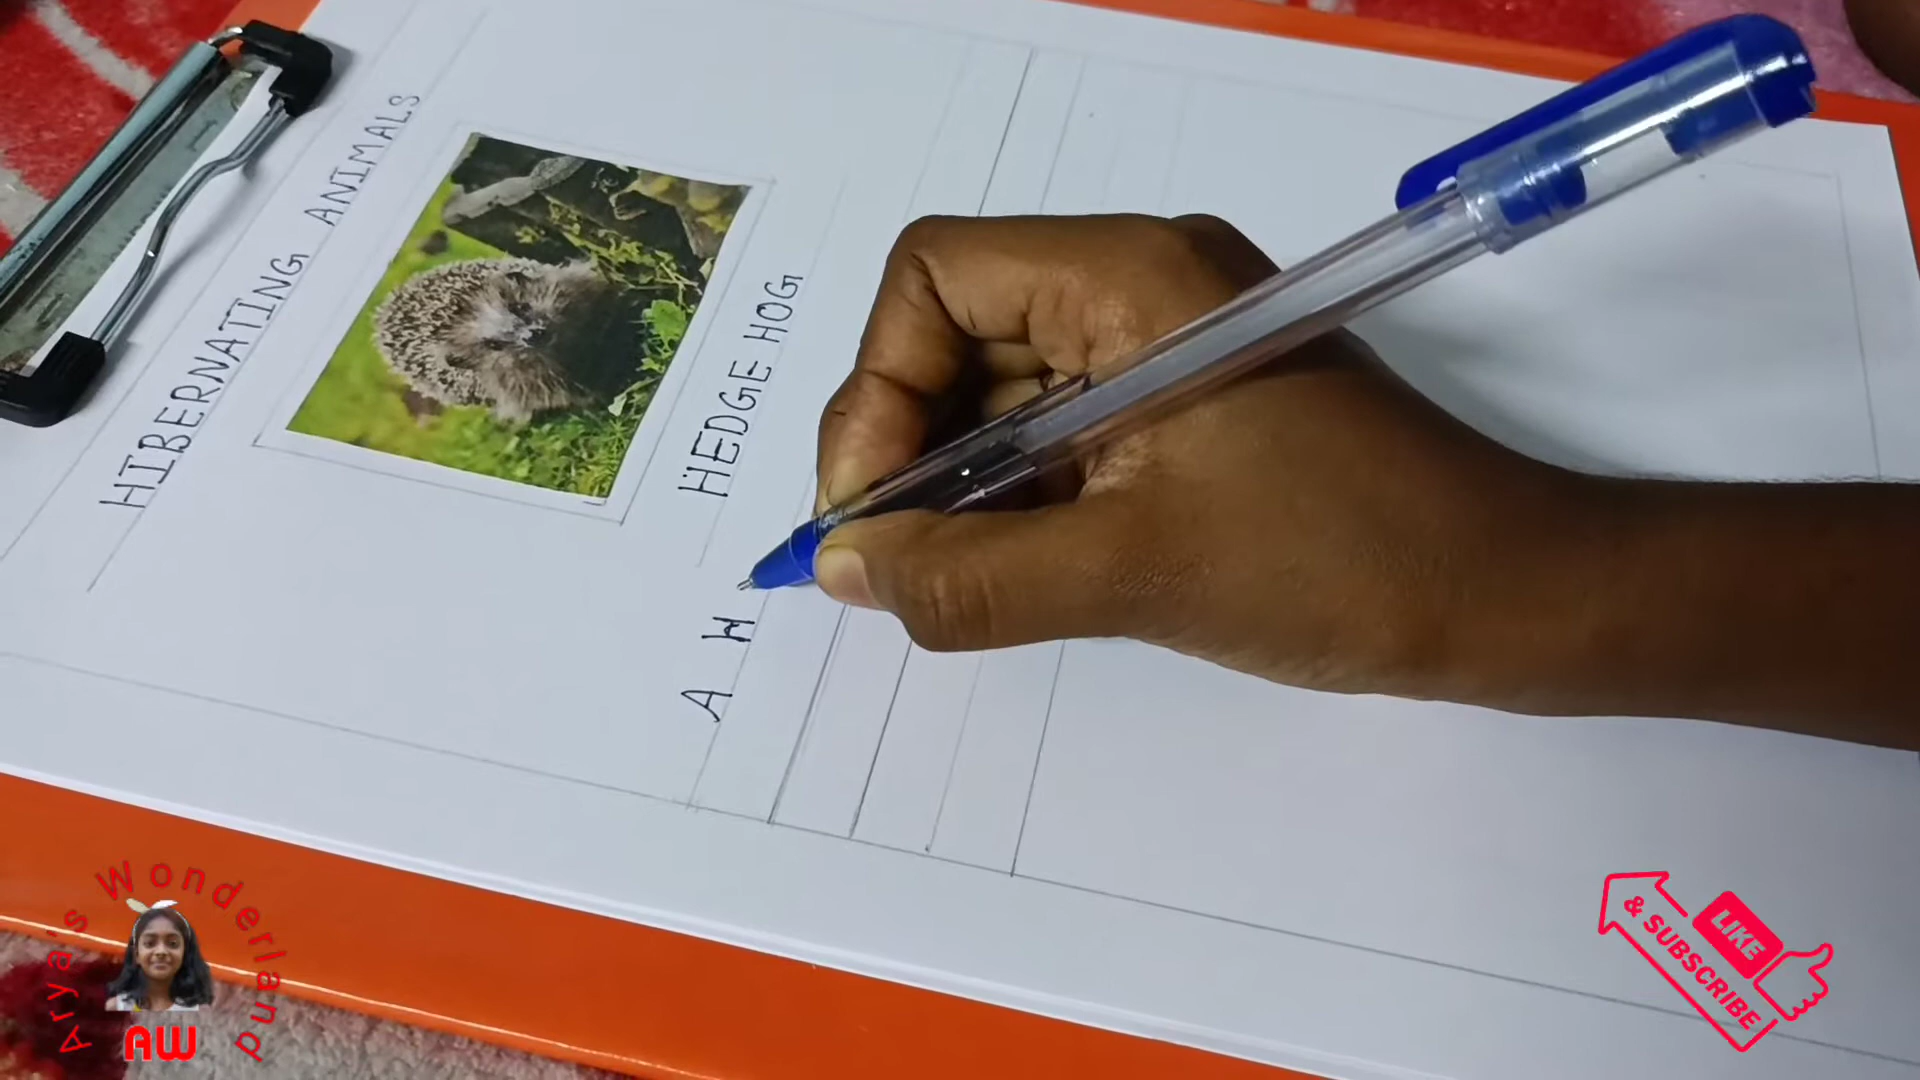 HIBERNATING ANIMALS
HEDGE HOG
A H
Arya's Wonderland
AW
LIKE
& SUBSCRIBE